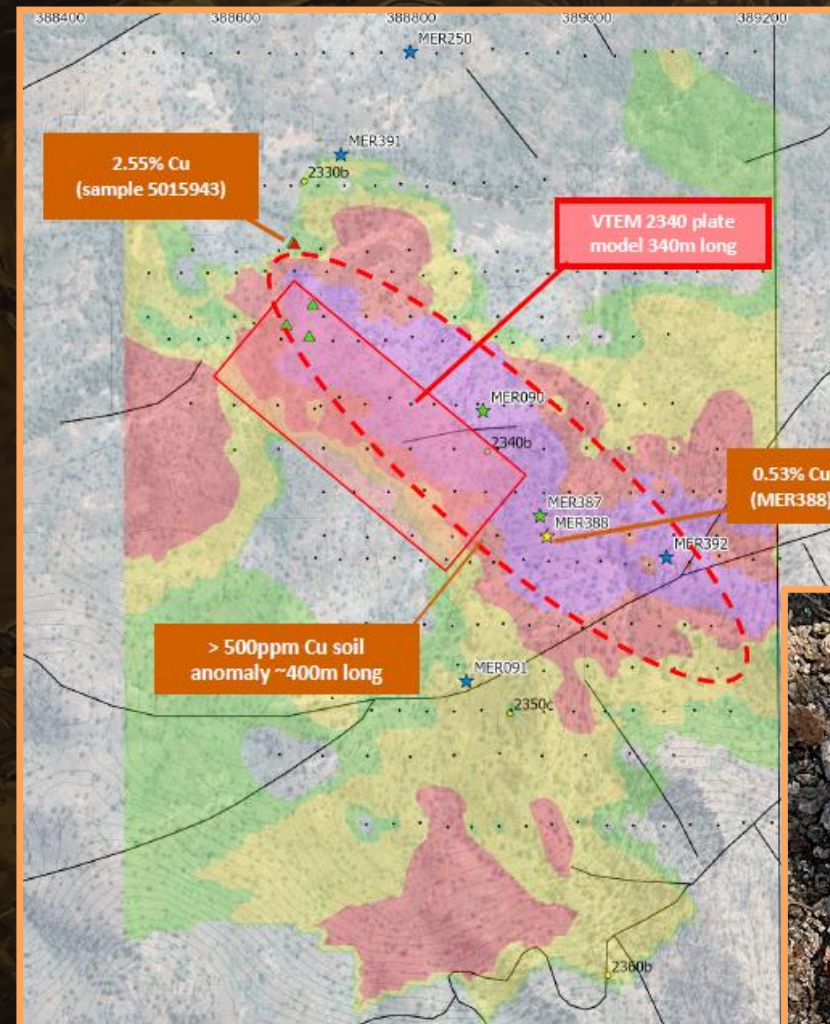 388400 388600 388800 389000 389200
MER250
MER391
2330b
2.55% Cu
(sample 5015943)
VTEM 2340 plate
model 340m long
MER090
2340b
0.53% Cu
(MER388)
MER387
MER388
MER392
> 500ppm Cu soil
anomaly ~400m long
MER091
2350c
2360b